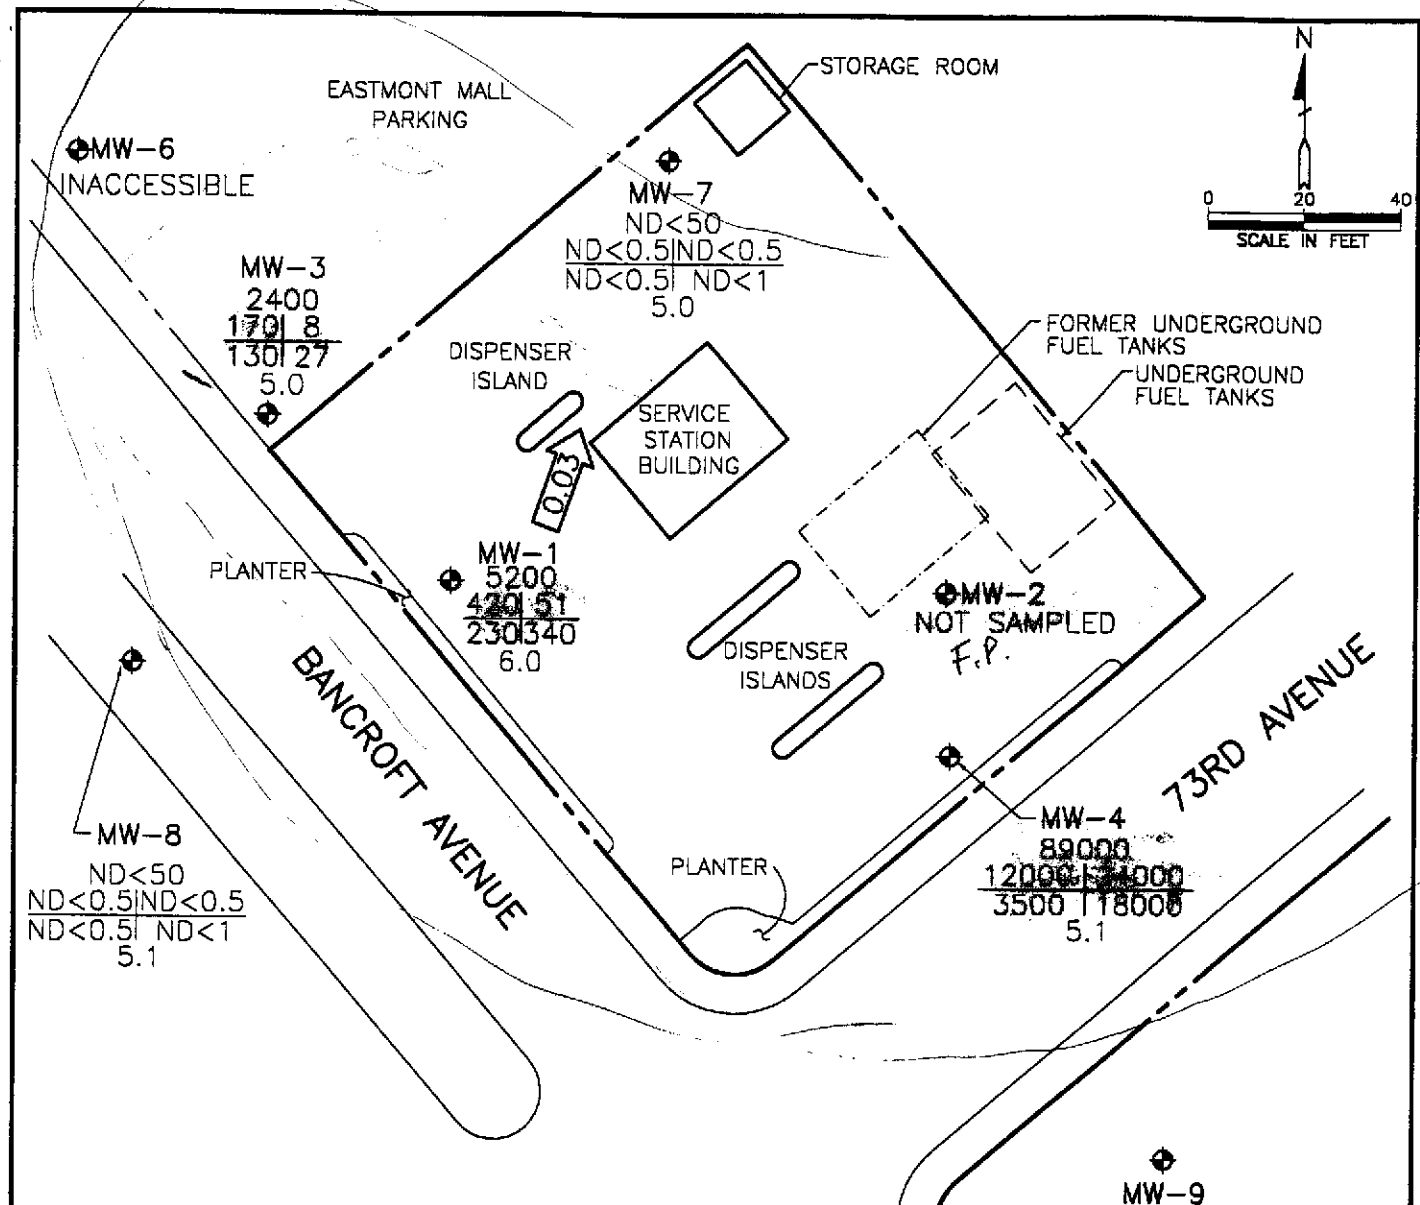 N
STORAGE ROOM
EASTMONT MALL
PARKING
MW-6
INACCESSIBLE
MW-7
ND<50
ND<0.5|ND<0.5
ND<0.5| ND<1
5.0
0 20 40
SCALE IN FEET
MW-3
2400
170| 8
130| 27
5.0
DISPENSER
ISLAND
SERVICE
STATION
BUILDING
FORMER UNDERGROUND
FUEL TANKS
UNDERGROUND
FUEL TANKS
0.03
MW-1
5200
420| 51
230|340
6.0
PLANTER
MW-2
NOT SAMPLED
F.P.
DISPENSER
ISLANDS
BANCROFT AVENUE
73RD AVENUE
MW-8
ND<50
ND<0.5|ND<0.5
ND<0.5| ND<1
5.1
PLANTER
MW-4
89000
12000|
3500 |18000
5.1
MW-9